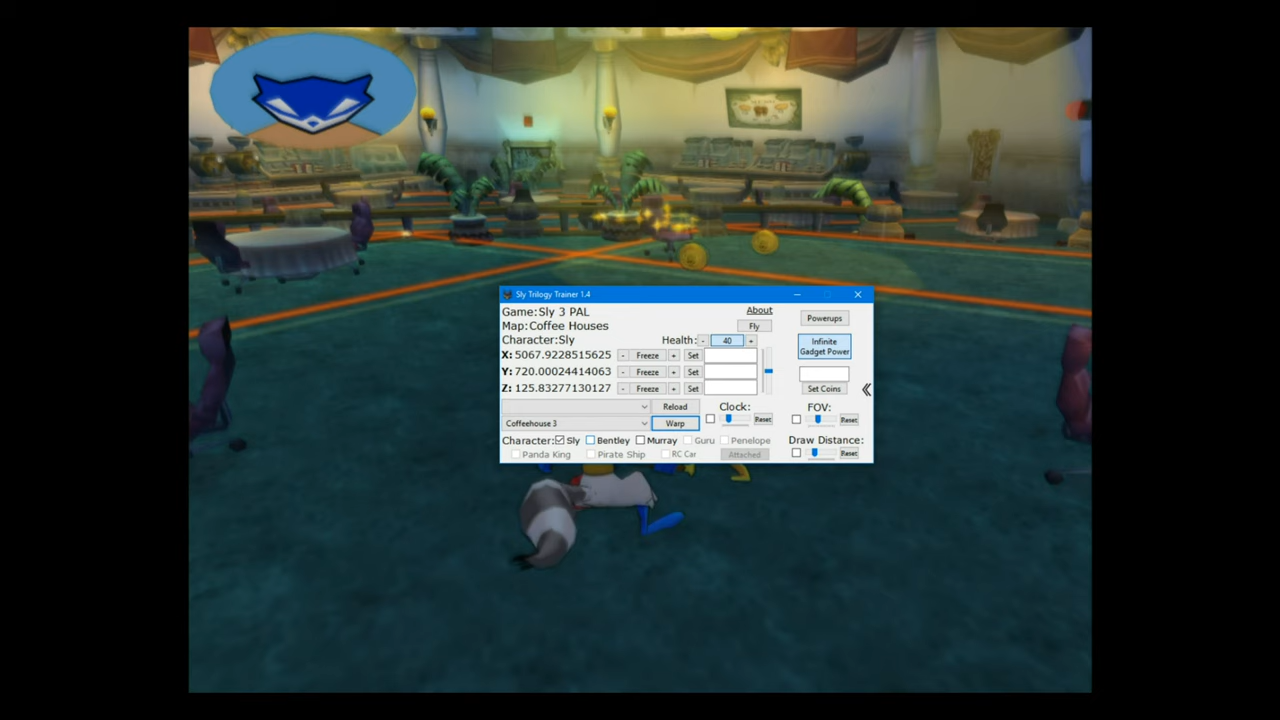 Sly Trilogy Trainer 1.4
Game:Sly 3 PAL
About
Powerups
Map:Coffee Houses
Fly
Character:Sly
Health: - 40 +
Infinite
Gadget Power
X: 5067.9228515625 - Freeze + Set
Y: 720.00024414063 - Freeze + Set
Z: 125.83277130127 - Freeze + Set
Set Coins
Reload
Clock:
FOV:
Coffeehouse 3
Warp
Reset
Reset
Character: Sly Bentley Murray Guru Penelope
Draw Distance:
Panda King Pirate Ship RC Car Attached
Reset